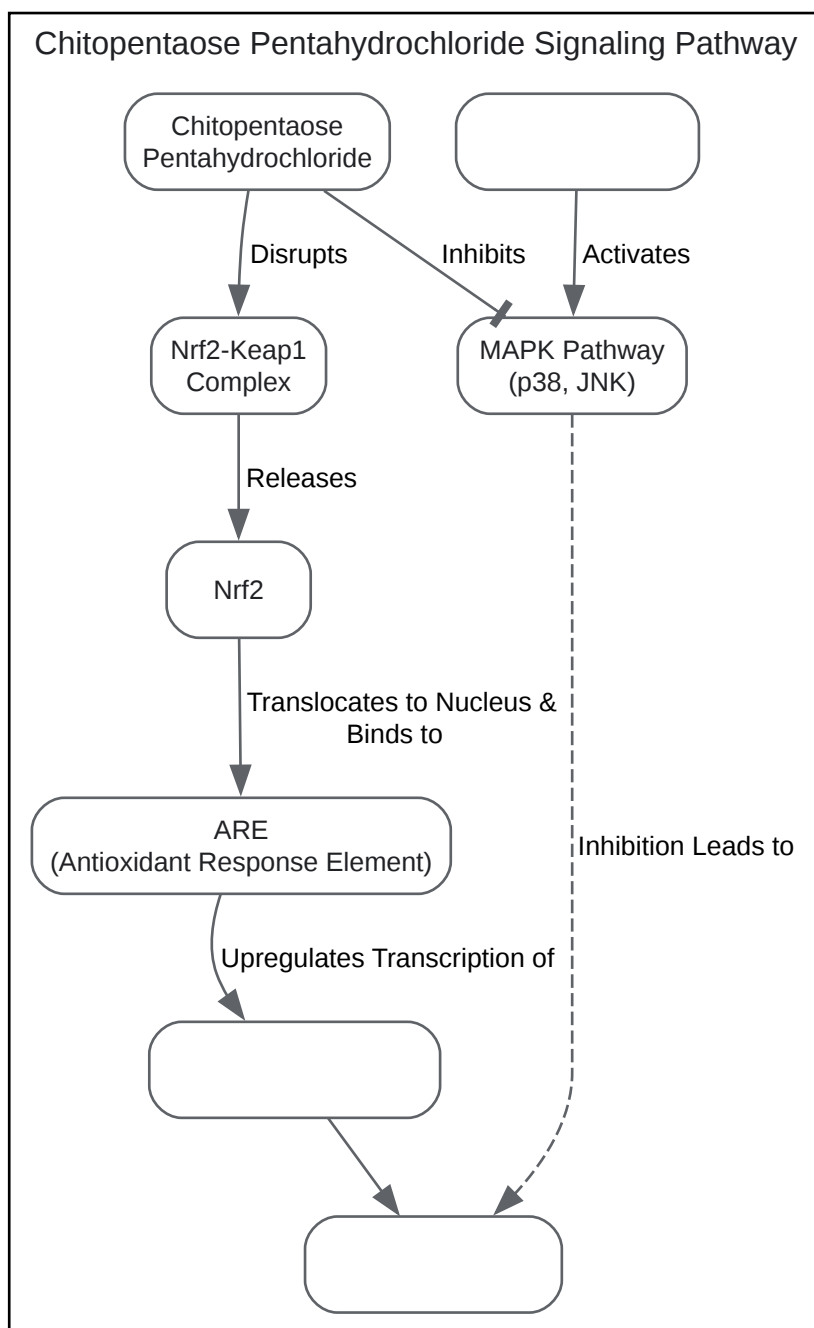 Chitopentaose Pentahydrochloride Signaling Pathway
Chitopentaose
Pentahydrochloride
Disrupts
Inhibits
Activates
Nrf2-Keap1
Complex
MAPK Pathway
(p38, JNK)
Releases
Nrf2
Translocates to Nucleus &
Binds to
ARE
(Antioxidant Response Element)
Inhibition Leads to
Upregulates Transcription of